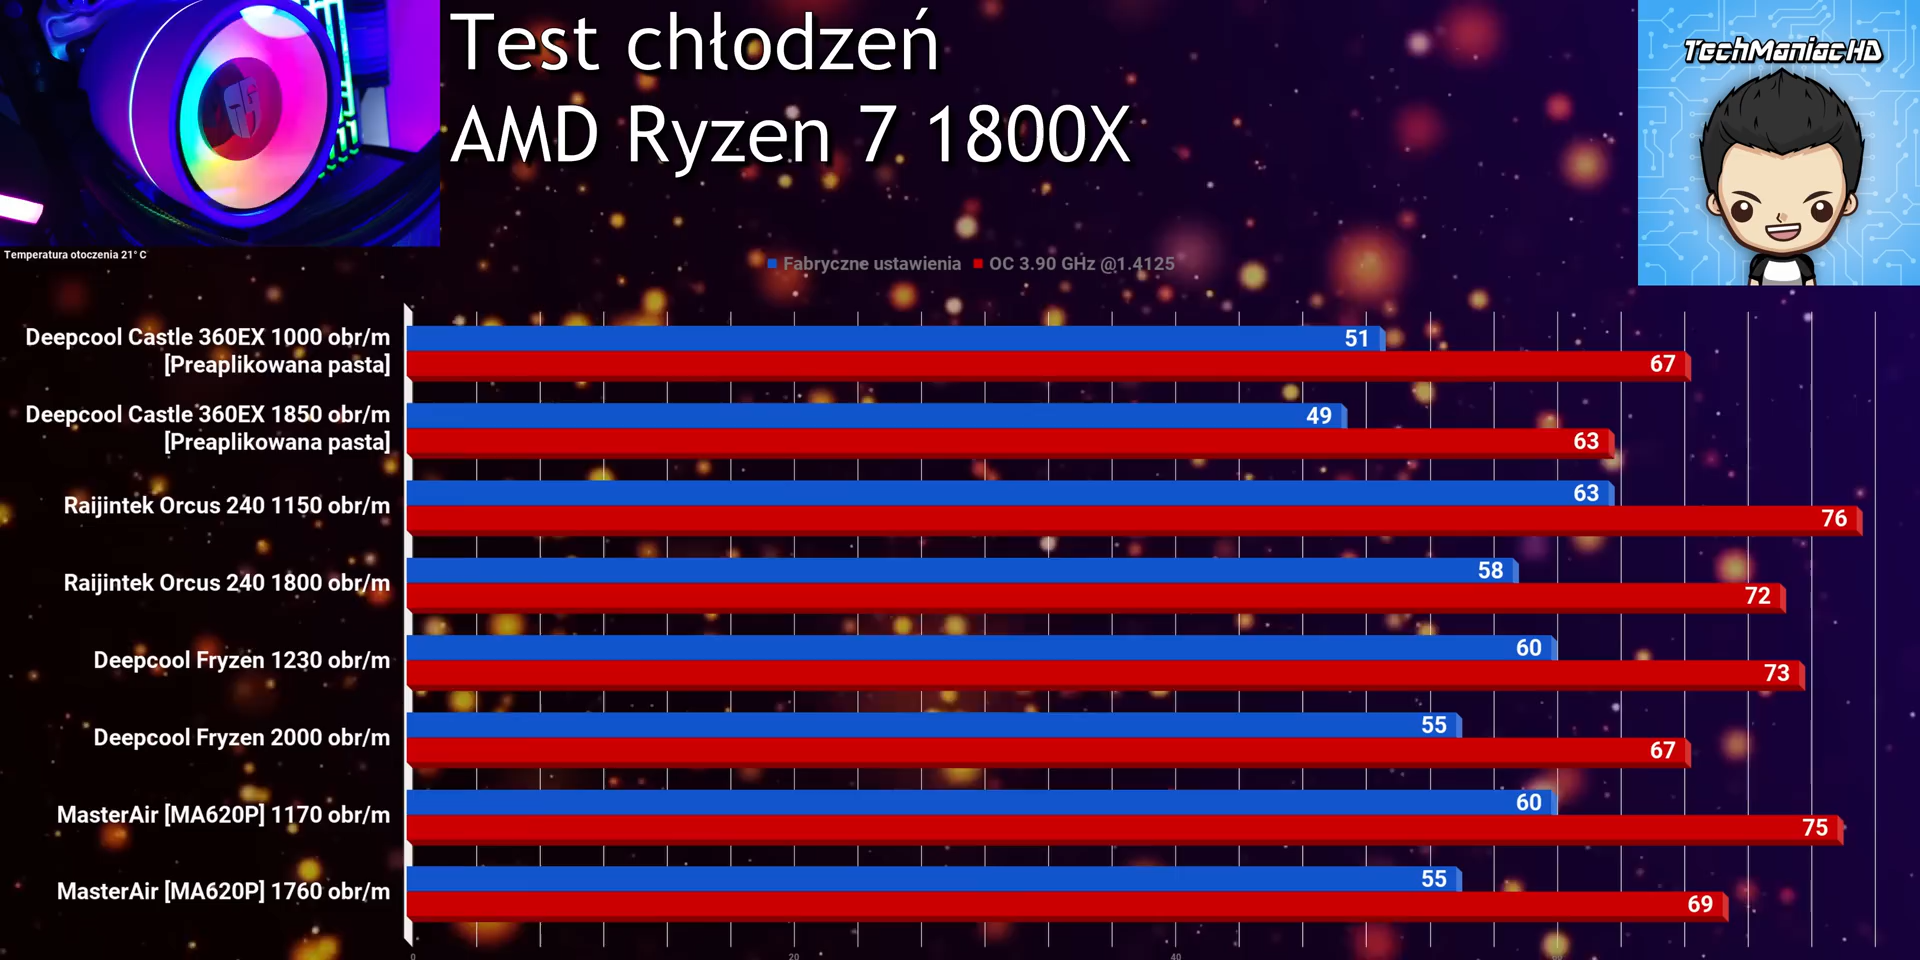 Test chłodzeń
AMD Ryzen 7 1800X
TechManiacHD
Temperatura otoczenia 21°C
Fabryczne ustawienia OC 3.90 GHz @1.4125
Deepcool Castle 360EX 1000 obr/m
[Preaplikowana pasta]
51
67
Deepcool Castle 360EX 1850 obr/m
[Preaplikowana pasta]
49
63
Raijintek Orcus 240 1150 obr/m
63
76
Raijintek Orcus 240 1800 obr/m
58
72
Deepcool Fryzen 1230 obr/m
60
73
Deepcool Fryzen 2000 obr/m
55
67
MasterAir [MA620P] 1170 obr/m
60
75
MasterAir [MA620P] 1760 obr/m
55
69
0 20 40